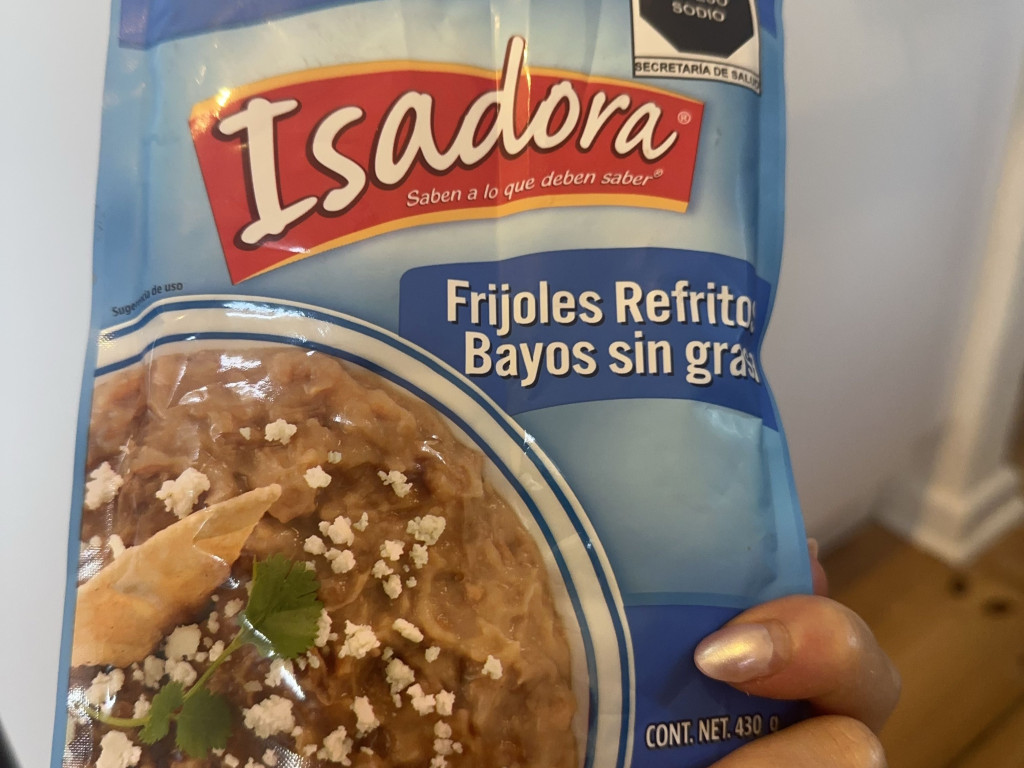 SODIO
SECRETARÍA DE SALUD
Isadora®
Saben a lo que deben saber®
Sugerencia de uso
Frijoles Refritos
Bayos sin grasa
CONT. NET. 430 g